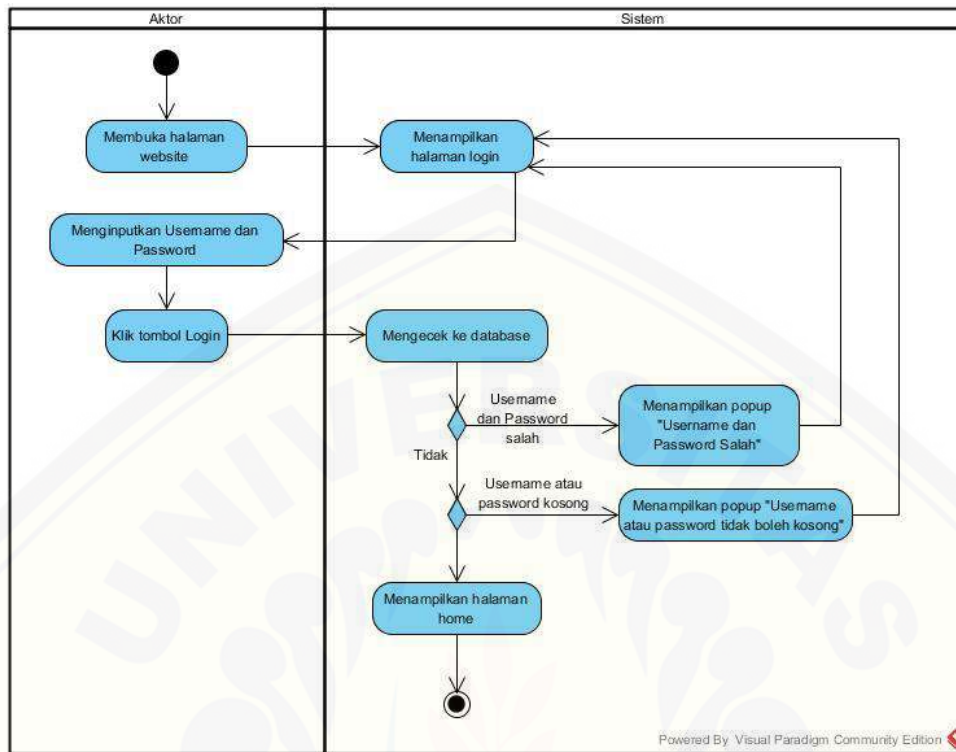 Aktor
Sistem
Membuka halaman
website
Menampilkan
halaman login
Menginputkan Username dan
Password
Klik tombol Login
Mengecek ke database
Username
dan Password
salah
Menampilkan popup
"Username dan
Password Salah"
Tidak
Username atau
password kosong
Menampilkan popup "Username
atau password tidak boleh kosong"
Menampilkan halaman
home
UNIVERSITAS
Powered By Visual Paradigm Community Edition